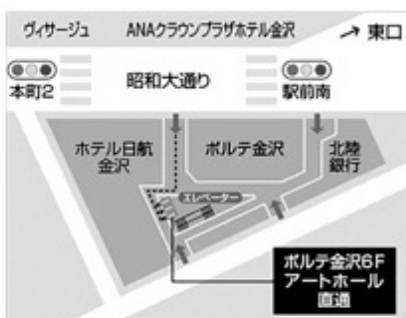 ヴィサージュ ANAクラウンプラザホテル金沢 東口
本町2 昭和大通り 駅前南
ホテル日航
金沢
ポルテ金沢
北陸
銀行
エレベーター
ポルテ金沢6F
アートホール
直通